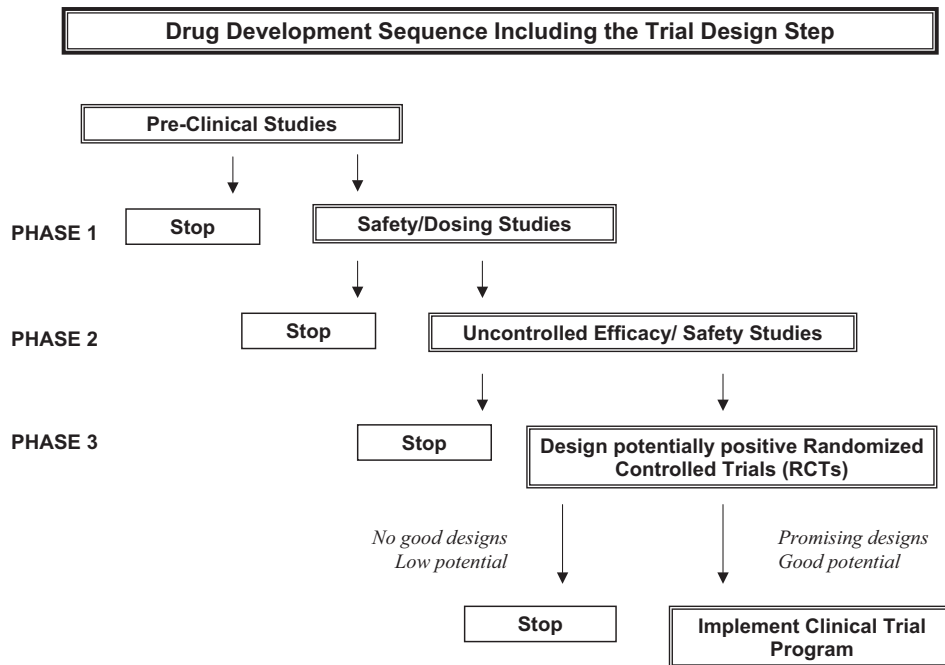 Drug Development Sequence Including the Trial Design Step
Pre-Clinical Studies
PHASE 1
Stop
Safety/Dosing Studies
PHASE 2
Stop
Uncontrolled Efficacy/ Safety Studies
PHASE 3
Stop
Design potentially positive Randomized
Controlled Trials (RCTs)
No good designs
Low potential
Promising designs
Good potential
Stop
Implement Clinical Trial
Program